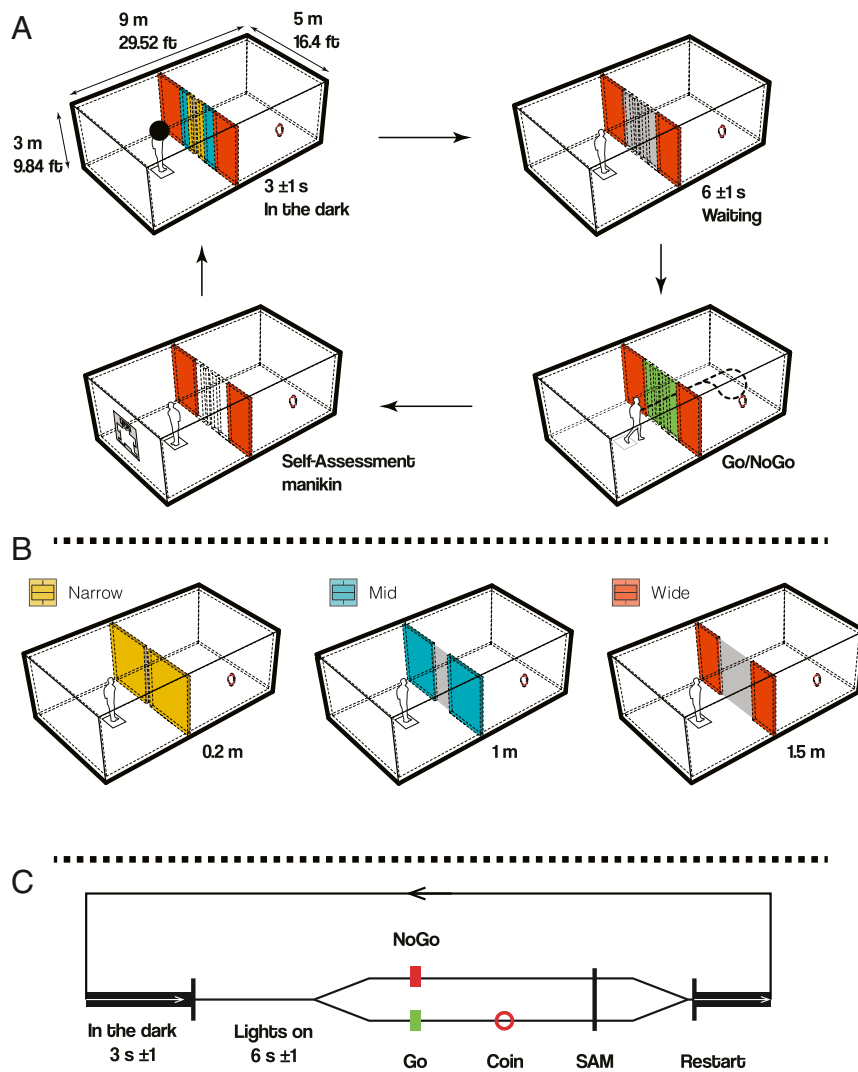 A
9 m
29.52 ft
5 m
16.4 ft
3 m
9.84 ft
3 ±1 s
In the dark
6 ±1 s
Waiting
Self-Assessment
manikin
Go/NoGo
B
Narrow
Mid
Wide
0.2 m
1 m
1.5 m
C
NoGo
In the dark
3 s ±1
Lights on
6 s ±1
Go
Coin
SAM
Restart